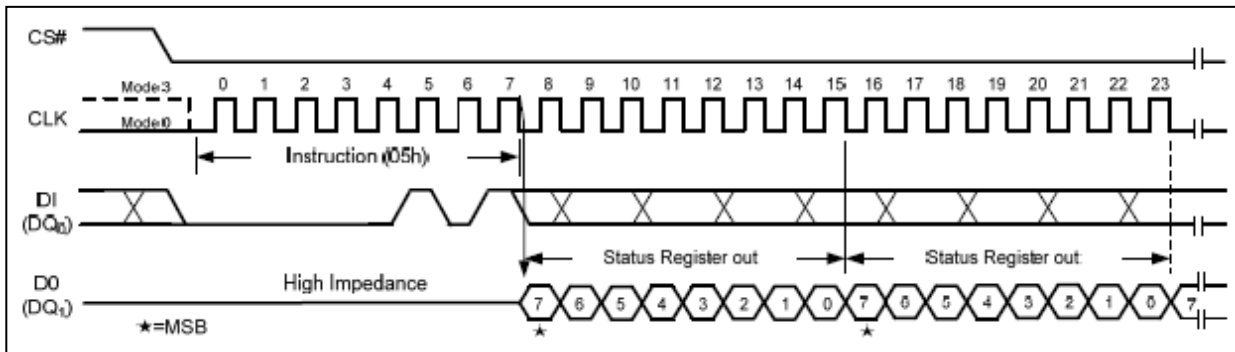 CS#
Mode 3
0 1 2 3 4 5 6 7 8 9 10 11 12 13 14 15 16 17 18 19 20 21 22 23
CLK
Mode 0
Instruction (05h)
DI
(DQ0)
Status Register out
Status Register out
D0
(DQ1)
High Impedance
7 6 5 4 3 2 1 0 7 6 5 4 3 2 1 0 7
★=MSB
★
★